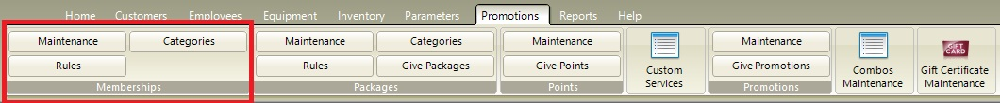 Home Customers Employees Equipment Inventory Parameters Promotions Reports Help
Maintenance Categories Maintenance Categories Maintenance Maintenance
Rules Rules Give Packages Give Points Custom Services Give Promotions Combos Maintenance GIFT CARD Gift Certificate Maintenance
Memberships Packages Points Promotions